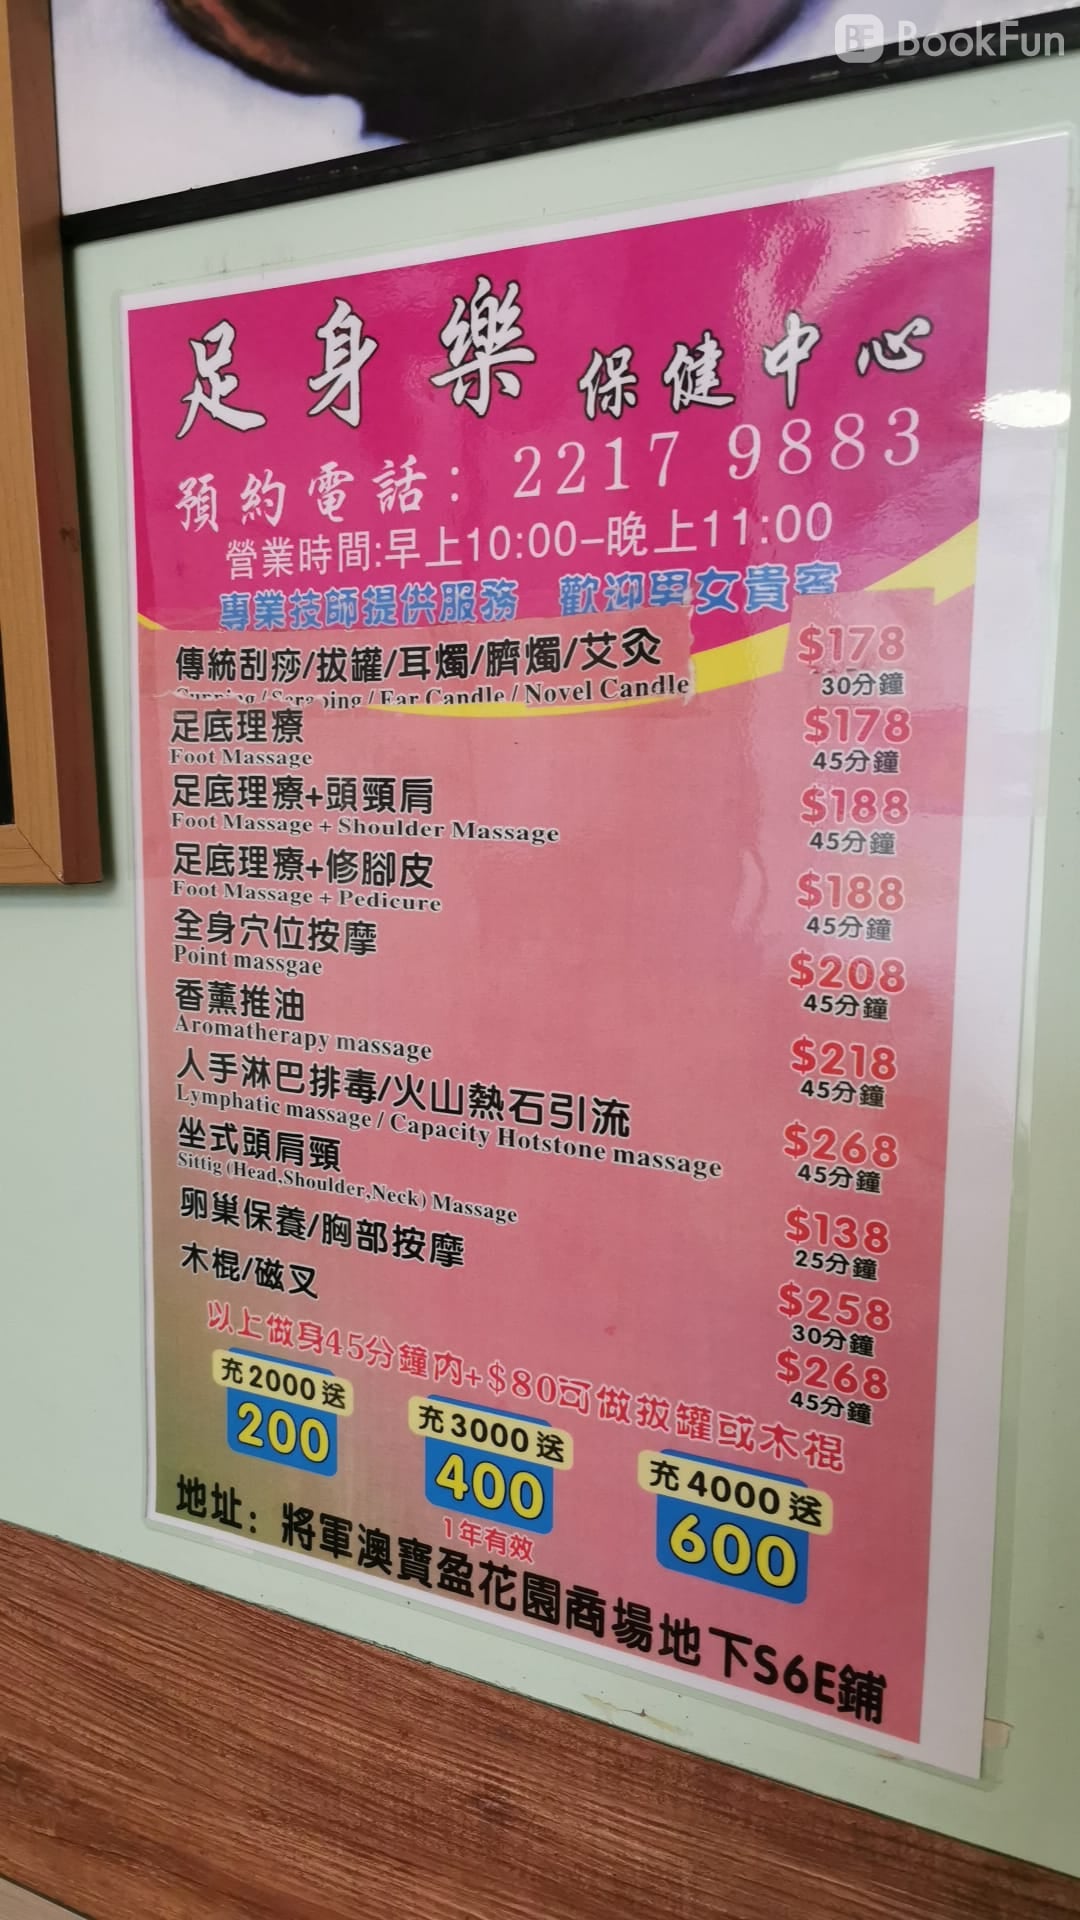 BF BookFun
足身樂 保健中心
預約電話: 2217 9883
營業時間:早上10:00-晚上11:00
專業技師提供服務 歡迎男女貴賓
傳統刮痧/拔罐/耳燭/臍燭/艾灸 $178
/ Ear Candle / Novel Candle 30分鐘
足底理療 $178
Foot Massage 45分鐘
足底理療+頭頸肩 $188
Foot Massage + Shoulder Massage 45分鐘
足底理療+修腳皮 $188
Foot Massage + Pedicure 45分鐘
全身穴位按摩 $208
Point massgae 45分鐘
香薰推油 $218
Aromatherapy massage 45分鐘
人手淋巴排毒/火山熱石引流 $268
Lymphatic massage / Capacity Hotstone massage 45分鐘
坐式頭肩頸 $138
Sittig (Head,Shoulder,Neck) Massage 25分鐘
卵巢保養/胸部按摩 $258
30分鐘
木棍/磁叉 $268
45分鐘
以上做身45分鐘內+$80可做拔罐或木棍
充2000送 充3000送 充4000送
200 400 600
1年有效
地址: 將軍澳寶盈花園商場地下S6E鋪